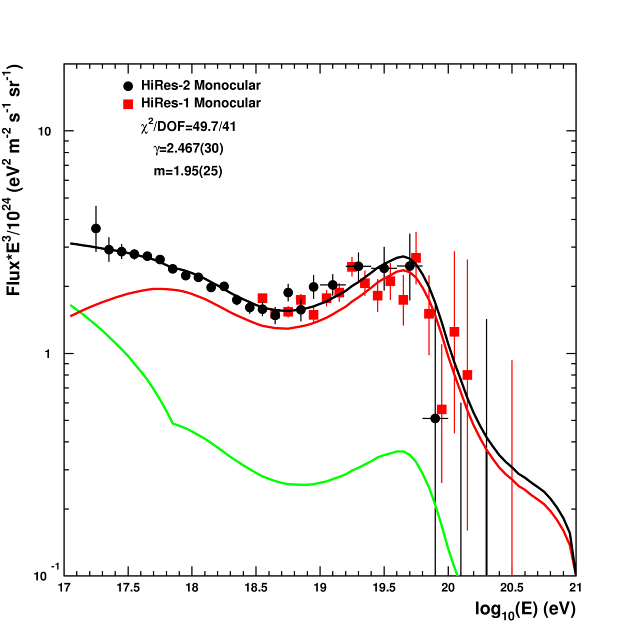 Flux*E³/10²⁴ (eV² m⁻² s⁻¹ sr⁻¹)
HiRes-2 Monocular
HiRes-1 Monocular
χ²/DOF=49.7/41
γ=2.467(30)
m=1.95(25)
10
1
10⁻¹
17 17.5 18 18.5 19 19.5 20 20.5 21
log₁₀(E) (eV)